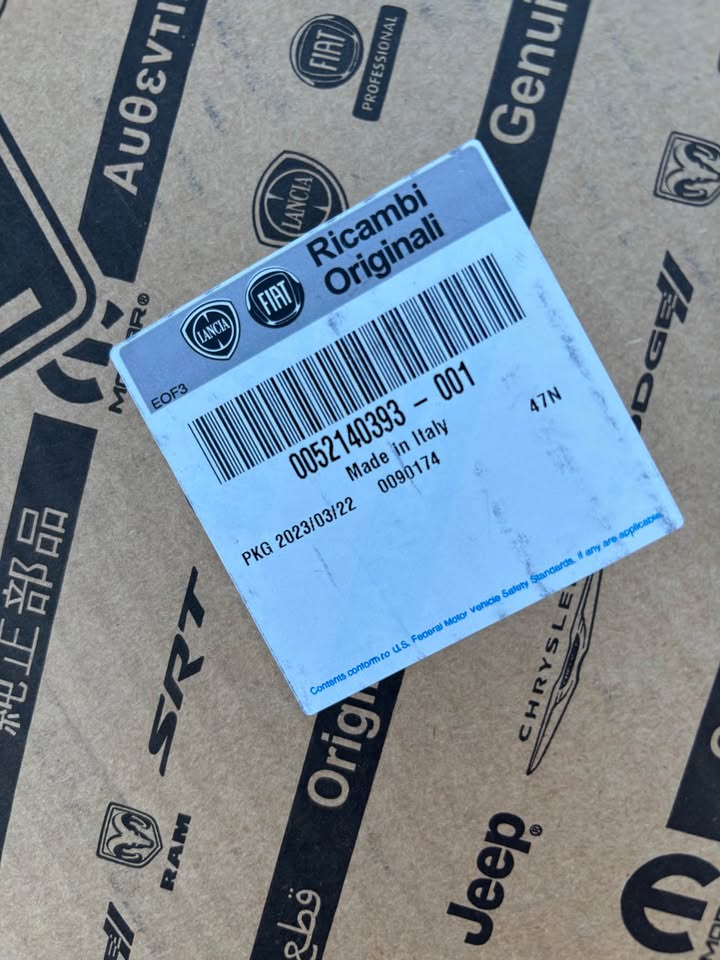 Αυθεντι
FIAT
PROFESSIONAL
Genui
LANCIA
Ricambi
Originali
LANCIA
FIAT
EOF3
0052140393 - 001
Made in Italy
47N
PKG 2023/03/22 0090174
Contents conform to U.S. Federal Motor Vehicle Safety Standards, if any are applicable.
DODGE
純正部品
SRT
CHRYSLER
Origi
RAM
Jeep®
قطع